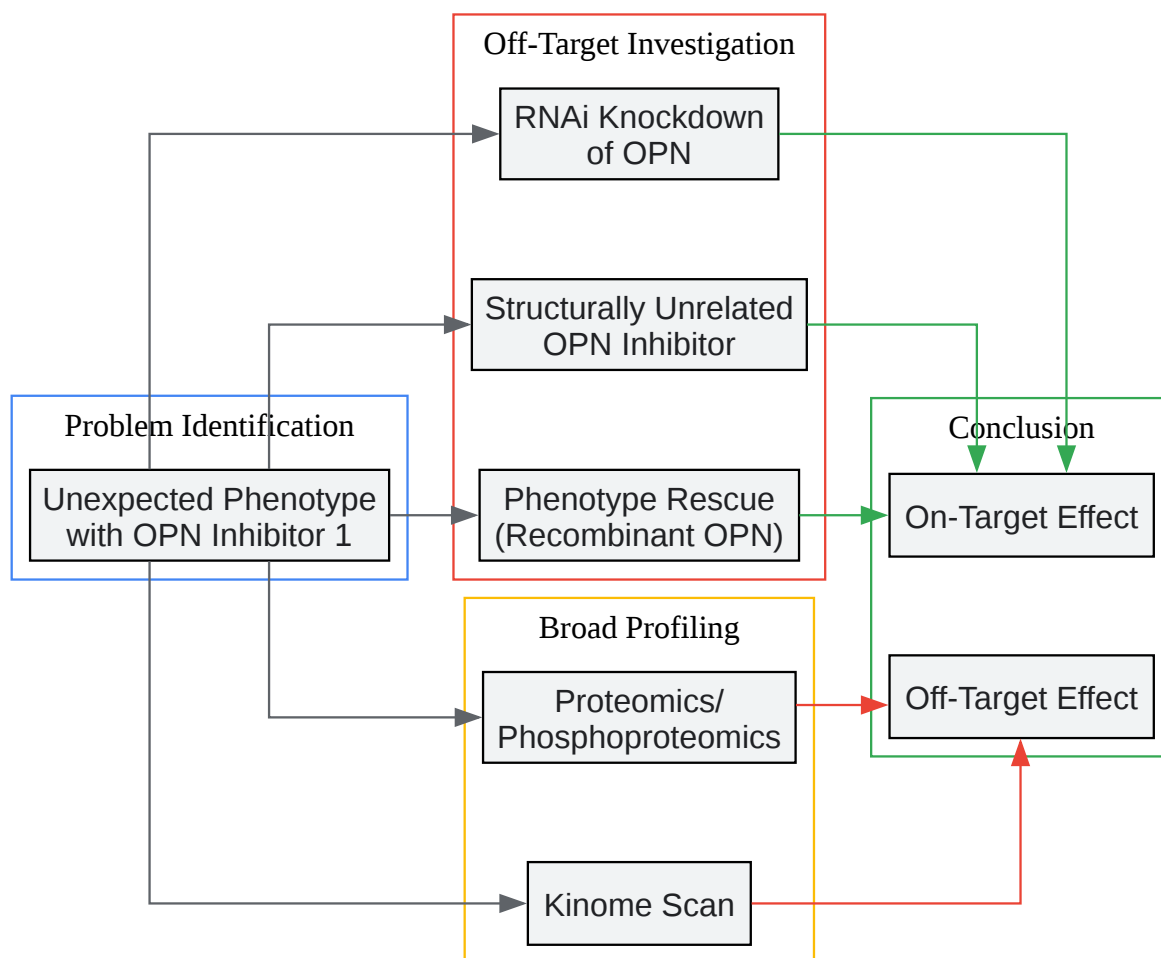 Off-Target Investigation
RNAi Knockdown
of OPN
Structurally Unrelated
OPN Inhibitor
Problem Identification
Unexpected Phenotype
with OPN Inhibitor 1
Phenotype Rescue
(Recombinant OPN)
Conclusion
On-Target Effect
Off-Target Effect
Broad Profiling
Proteomics/
Phosphoproteomics
Kinome Scan